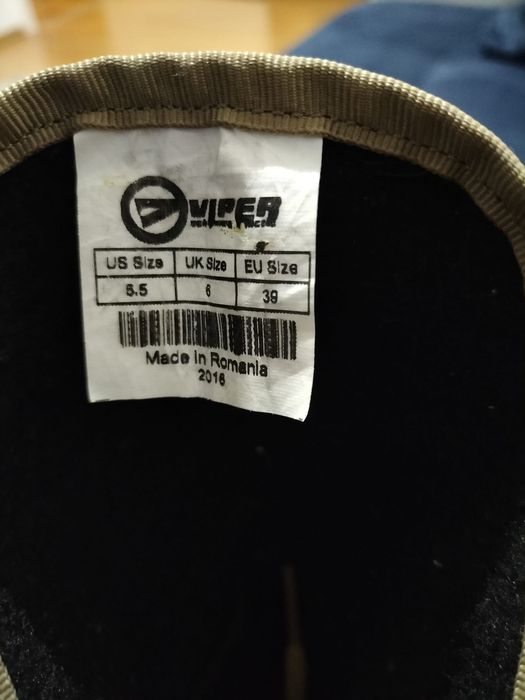 VIPER
US Size UK Size EU Size
6.5 6 39
Made in Romania
2016